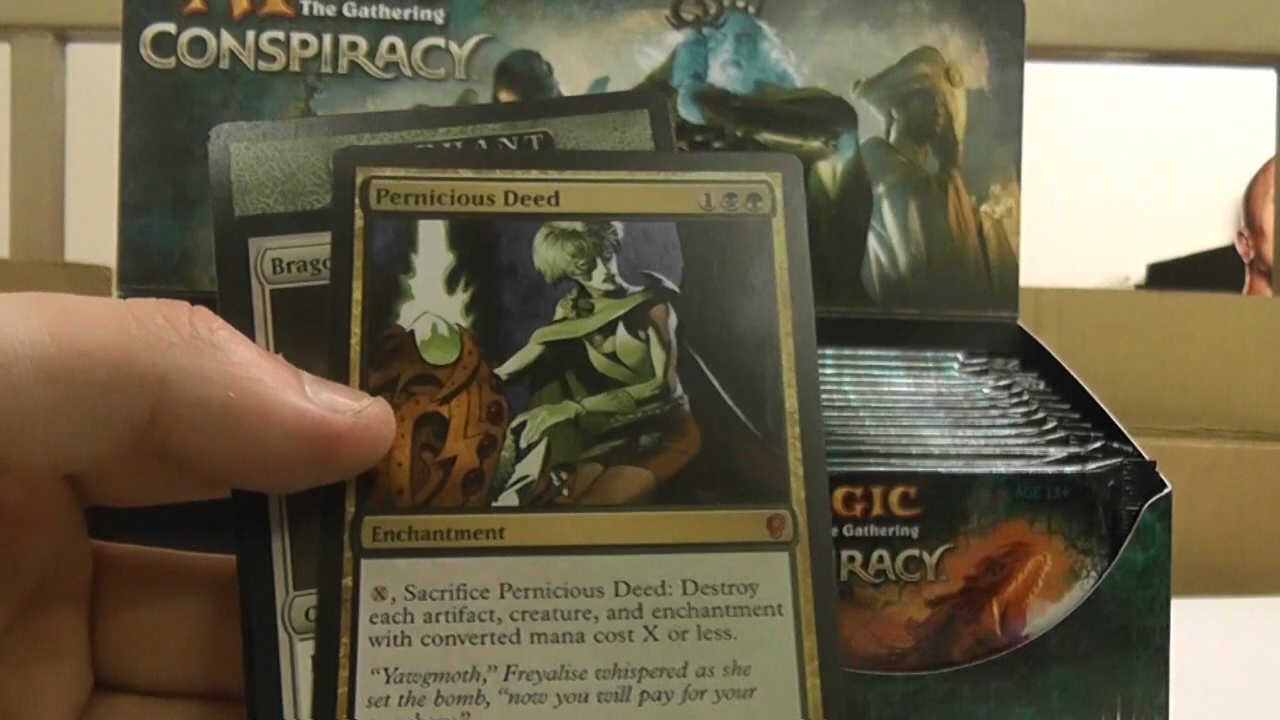 The Gathering
CONSPIRACY
Pernicious Deed
1
Brago
Enchantment
X, Sacrifice Pernicious Deed: Destroy
each artifact, creature, and enchantment
with converted mana cost X or less.
"Yawgmoth," Freyalise whispered as she
set the bomb, "now you will pay for your
AGE 13+
GIC
e Gathering
RACY